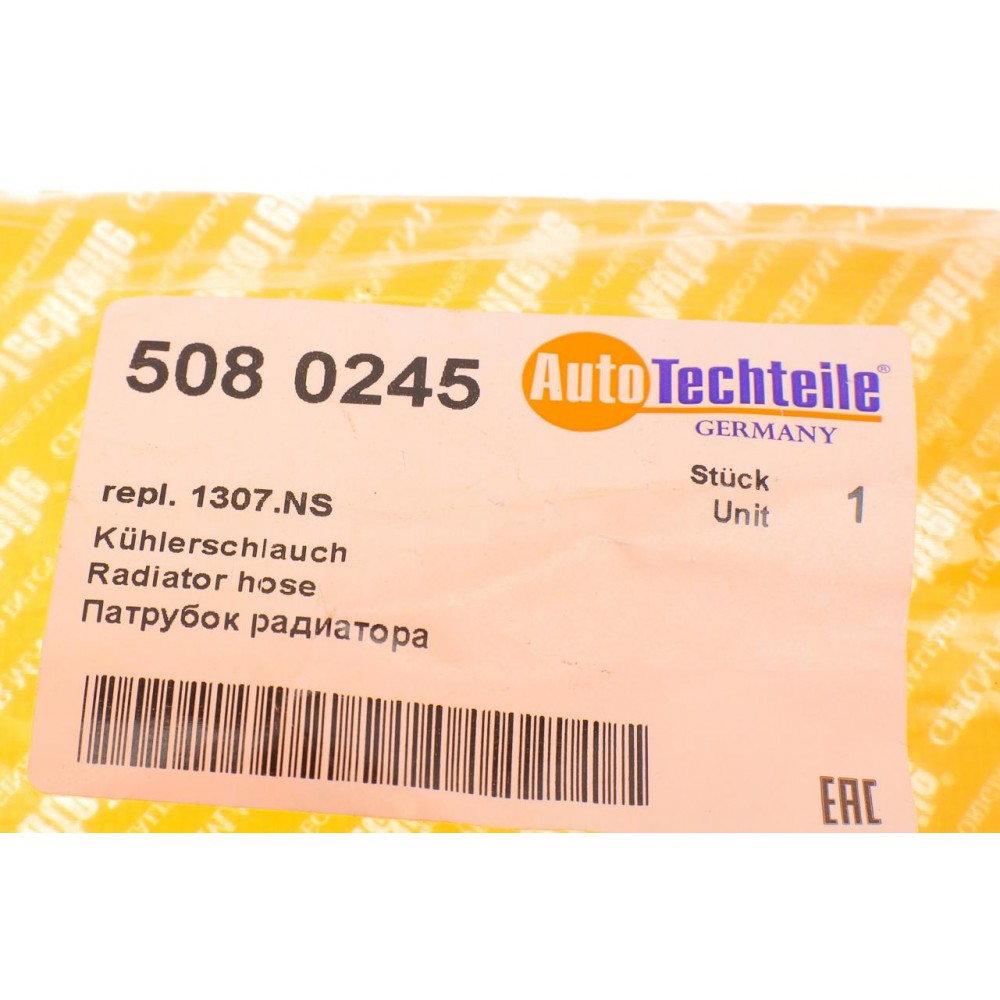 508 0245
AutoTechteile®
GERMANY
repl. 1307.NS
Stück
Unit
1
Kühlerschlauch
Radiator hose
Патрубок радиатора
EAC